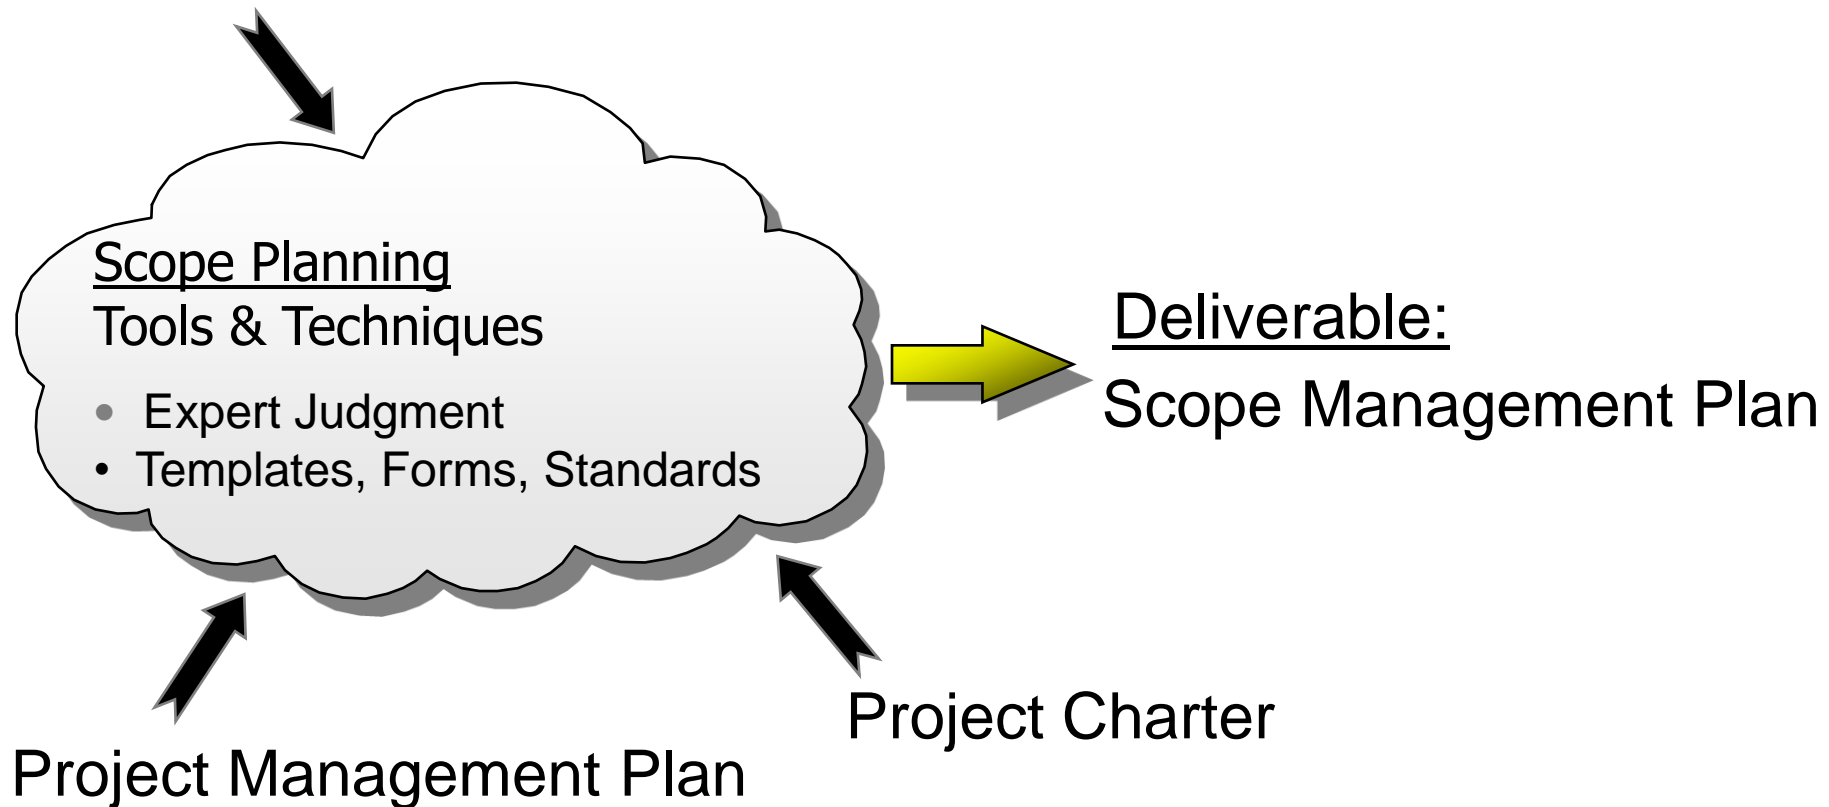 Scope Planning
Tools & Techniques
• Expert Judgment
• Templates, Forms, Standards
Deliverable:
Scope Management Plan
Project Charter
Project Management Plan